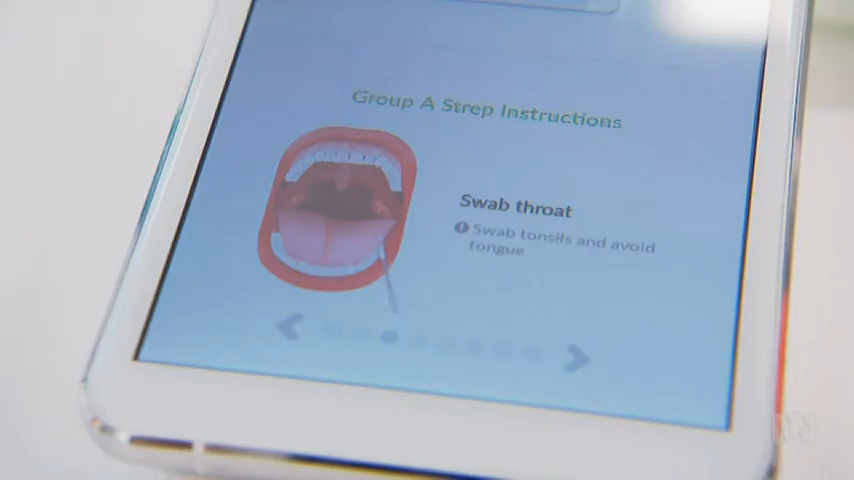 Group A Strep Instructions
Swab throat
Swab tonsils and avoid
tongue